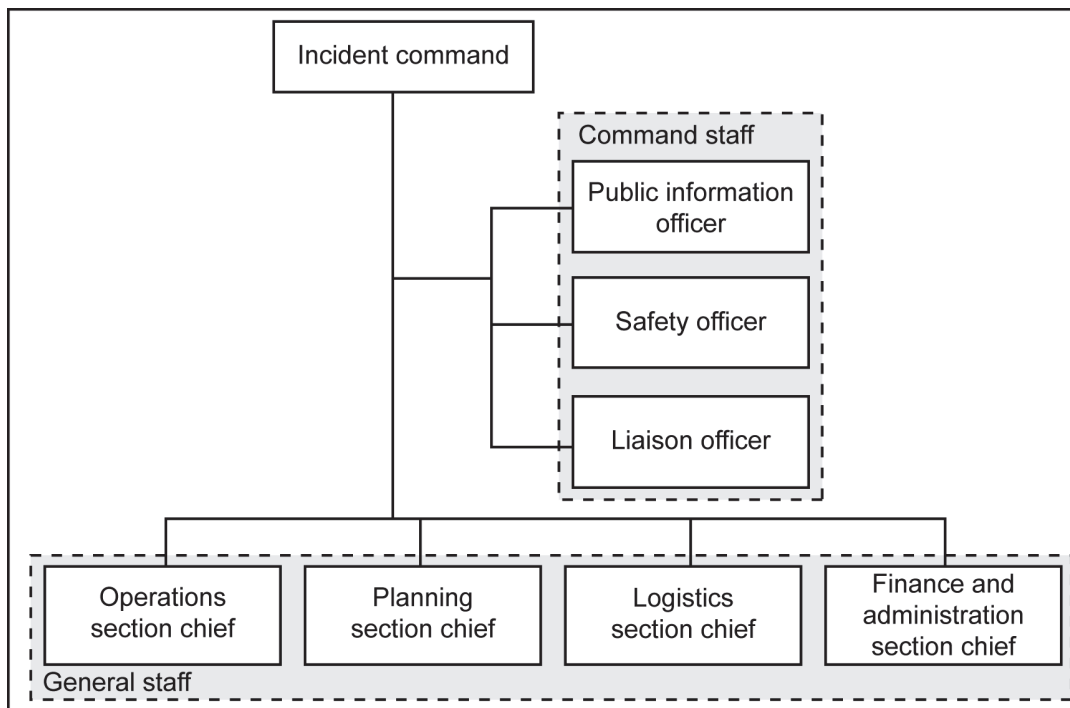 Incident command
Command staff
Public information
officer
Safety officer
Liaison officer
Operations
section chief
Planning
section chief
Logistics
section chief
Finance and
administration
section chief
General staff